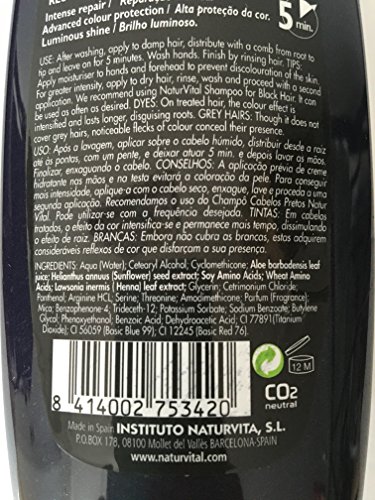 Intense repair / Reparação
Advanced colour protection / Alta proteção da cor.
Luminous shine / Brilho luminoso.
5
min.
USE: After washing, apply to damp hair, distribute with a comb from root to
tip and leave on for 5 minutes. Wash hands. Finish by rinsing hair. TIPS:
Apply moisturiser to hands and forehead to prevent discolouration of the skin.
For greater intensity, apply to dry hair, rinse, wash and proceed with a second
application. We recommend using NaturVital Shampoo for Black Hair. It can
be used as often as desired. DYES: On treated hair, the colour effect is
intensified and lasts longer, disguising roots. GREY HAIRS: Though it does not
cover grey hairs, noticeable flecks of colour conceal their presence.
USO: Após a lavagem, aplicar sobre o cabelo húmido, distribuir desde a raiz
até às pontas, com um pente, e deixar atuar 5 min. e depois lavar as mãos.
Finalizar, enxaguando o cabelo. CONSELHOS: A aplicação prévia de creme
hidratante nas mãos e na testa evitará a coloração da pele. Para conseguir
mais intensidade, aplique-a com o cabelo seco, enxague, lave e proceda a uma
segunda aplicação. Recomendamos o uso do Champô Cabelos Pretos Natur
Vital. Pode utilizar-se com a frequência desejada. TINTAS: Em cabelos
tratados, o efeito da cor intensifica-se e permanece mais tempo, dissimulando
o efeito de raiz. BRANCAS: Embora não cubra as brancas, estas adquirem
consideráveis reflexos de cor que disfarçam a sua presença.
INGREDIENTS: Aqua (Water); Cetearyl Alcohol, Cyclomethicone; Aloe barbadensis leaf
juice; Helianthus annuus (Sunflower) seed extract; Soy Amino Acids; Wheat Amino
Acids; Lawsonia inermis ( Henna) leaf extract; Glycerin; Cetrimonium Chloride;
Panthenol; Arginine HCL, Serine; Threonine; Amodimethicone; Parfum (Fragrance);
Mica; Benzophenone-4; Trideceth-12; Potassium Sorbate; Sodium Benzoate; Butylene
Glycol; Phenoxyethanol; Benzoic Acid; Dehydroacetic Acid; CI 77891(Titanium
Dioxide); CI 56059 (Basic Blue 99); CI 12245 (Basic Red 76).
12 M
CO2
neutral
8 414002 753420
Made in Spain INSTITUTO NATURVITA, S.L.
P.O.BOX 178, 08100 Mollet del Vallès BARCELONA-SPAIN
www.naturvital.com